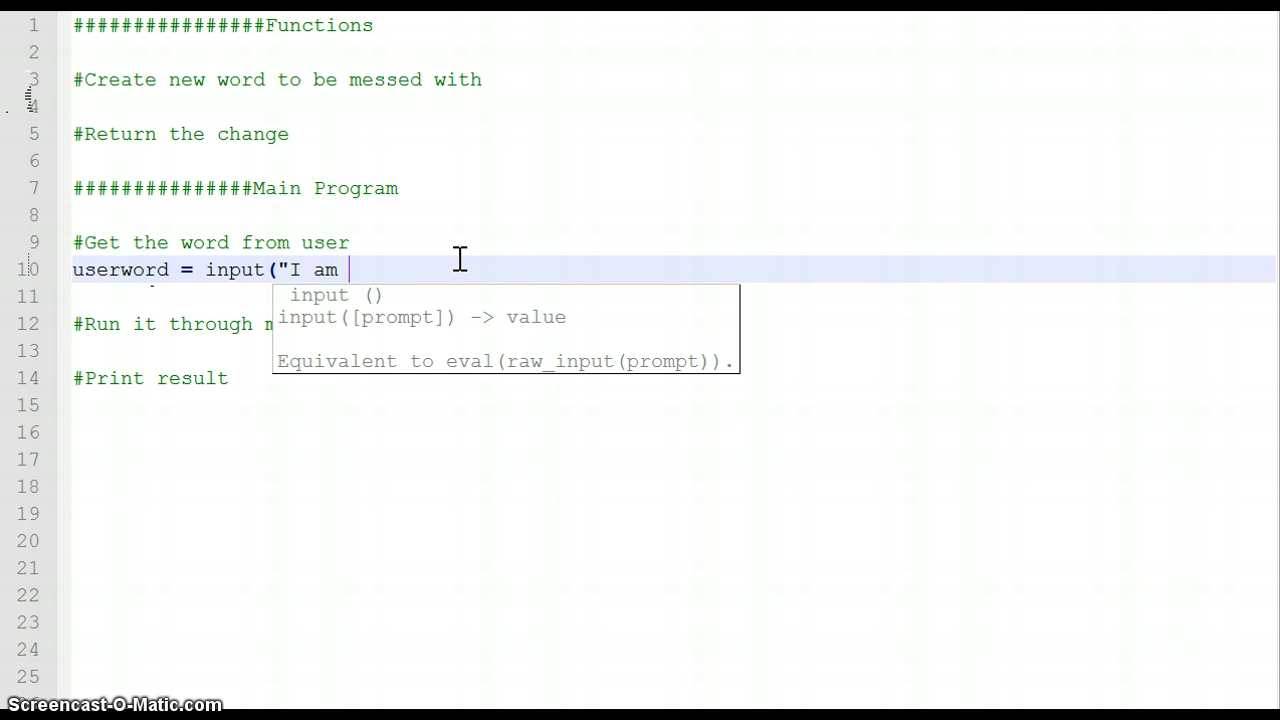 1 ################Functions
2
3 #Create new word to be messed with
4
5 #Return the change
6
7 ###############Main Program
8
9 #Get the word from user
10 userword = input("I am
11 input ()
input([prompt]) -> value
12 #Run it through
13 Equivalent to eval(raw_input(prompt)).
14 #Print result
15
16
17
18
19
20
21
22
23
24
25
Screencast-O-Matic.com